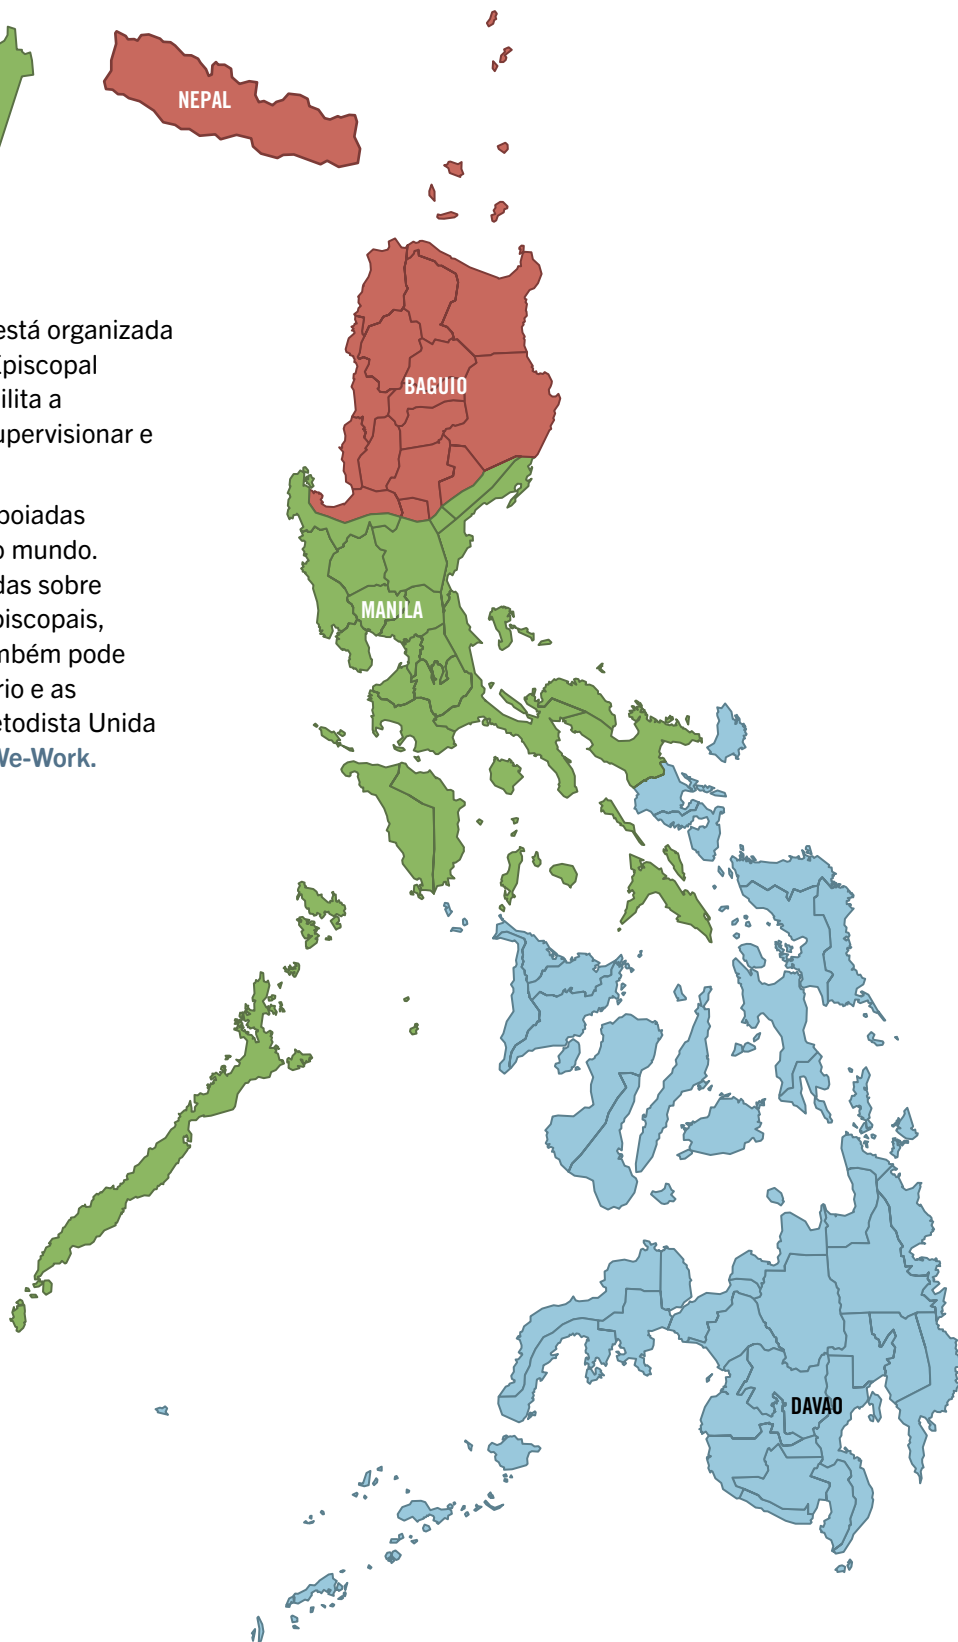 NEPAL
está organizada
Episcopal
ilita a
upervisionar e
BAGUIO
poiadas
o mundo.
das sobre
piscopais,
mbém pode
rio e as
etodista Unida
We-Work.
MANILA
DAVAO